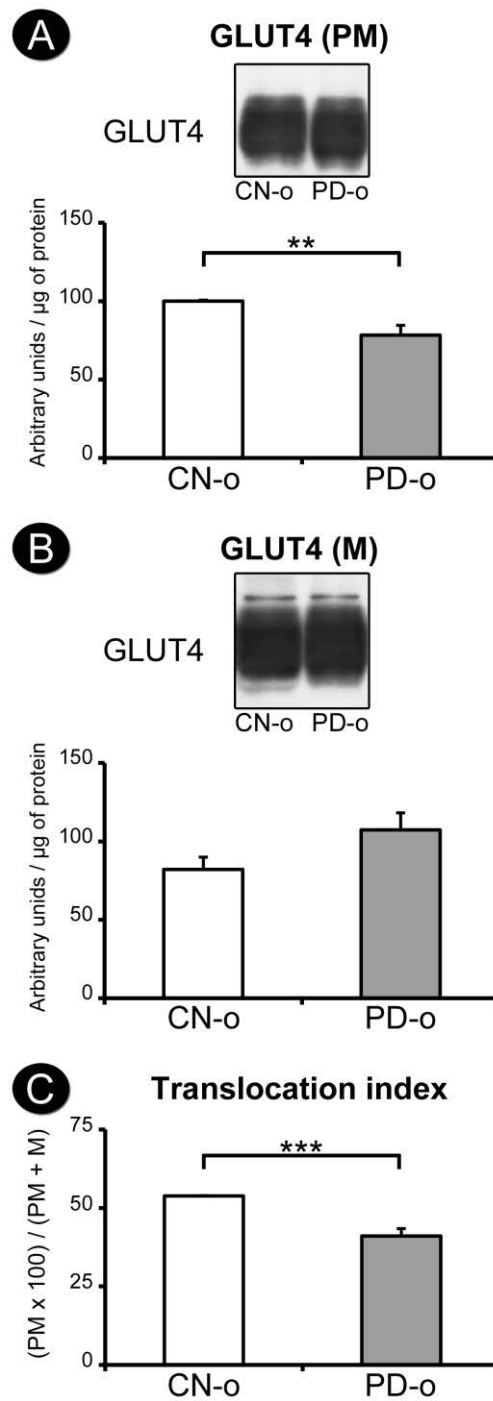 A
GLUT4 (PM)
GLUT4
CN-o PD-o
Arbitrary unids / µg of protein
150
100
50
0
**
CN-o PD-o
B
GLUT4 (M)
GLUT4
CN-o PD-o
Arbitrary unids / µg of protein
150
100
50
0
CN-o PD-o
C
Translocation index
(PM x 100) / (PM + M)
75
50
25
0
***
CN-o PD-o